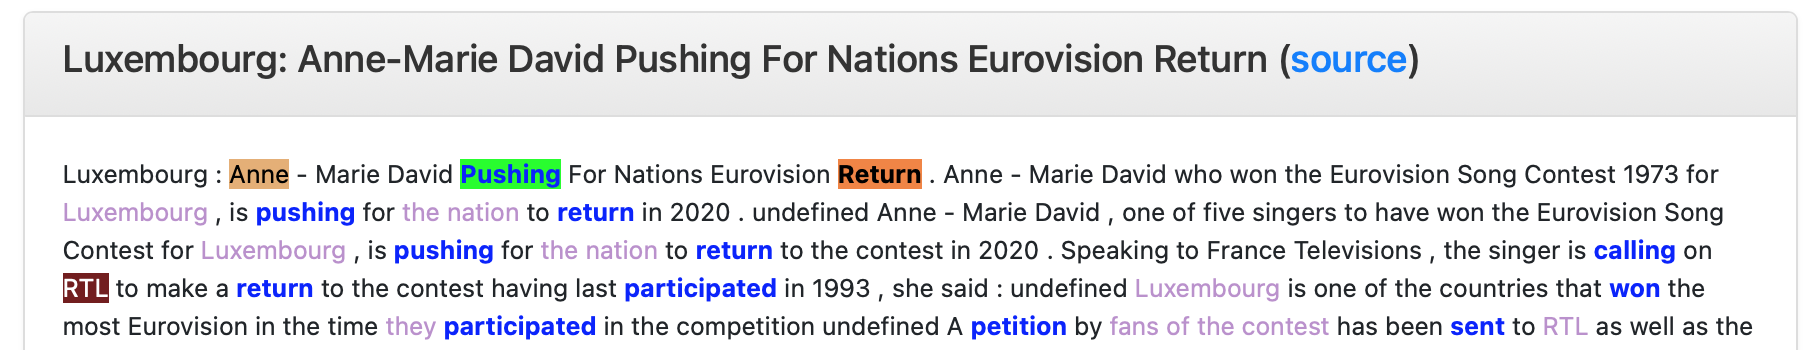 Luxembourg: Anne-Marie David Pushing For Nations Eurovision Return (source)
Luxembourg : Anne - Marie David Pushing For Nations Eurovision Return . Anne - Marie David who won the Eurovision Song Contest 1973 for
Luxembourg , is pushing for the nation to return in 2020 . undefined Anne - Marie David , one of five singers to have won the Eurovision Song
Contest for Luxembourg , is pushing for the nation to return to the contest in 2020 . Speaking to France Televisions , the singer is calling on
RTL to make a return to the contest having last participated in 1993 , she said : undefined Luxembourg is one of the countries that won the
most Eurovision in the time they participated in the competition undefined A petition by fans of the contest has been sent to RTL as well as the